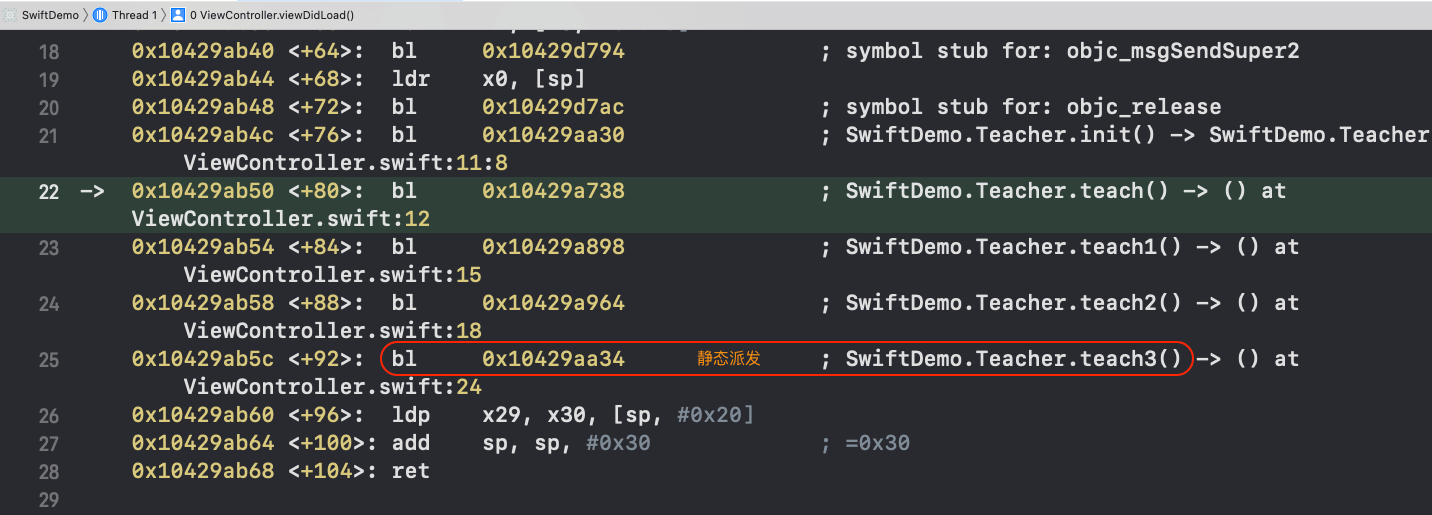 SwiftDemo 〉 Thread 1 〉 0 ViewController.viewDidLoad()
18 0x10429ab40 <+64>: bl 0x10429d794 ; symbol stub for: objc_msgSendSuper2
19 0x10429ab44 <+68>: ldr x0, [sp]
20 0x10429ab48 <+72>: bl 0x10429d7ac ; symbol stub for: objc_release
21 0x10429ab4c <+76>: bl 0x10429aa30 ; SwiftDemo.Teacher.init() -> SwiftDemo.Teacher
ViewController.swift:11:8
22 -> 0x10429ab50 <+80>: bl 0x10429a738 ; SwiftDemo.Teacher.teach() -> () at
ViewController.swift:12
23 0x10429ab54 <+84>: bl 0x10429a898 ; SwiftDemo.Teacher.teach1() -> () at
ViewController.swift:15
24 0x10429ab58 <+88>: bl 0x10429a964 ; SwiftDemo.Teacher.teach2() -> () at
ViewController.swift:18
25 0x10429ab5c <+92>: bl 0x10429aa34 静态派发 ; SwiftDemo.Teacher.teach3() -> () at
ViewController.swift:24
26 0x10429ab60 <+96>: ldp x29, x30, [sp, #0x20]
27 0x10429ab64 <+100>: add sp, sp, #0x30 ; =0x30
28 0x10429ab68 <+104>: ret
29